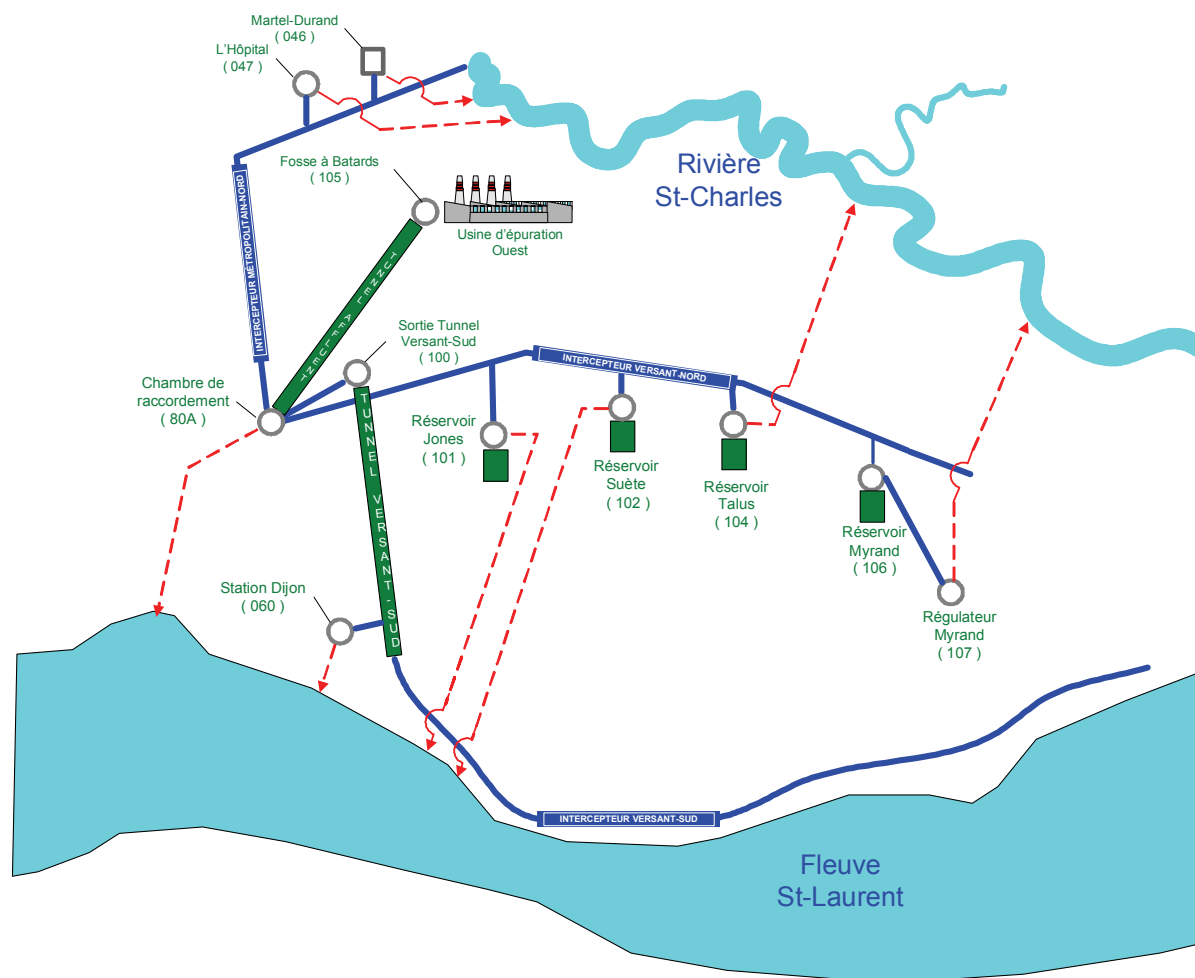 Martel-Durand
( 046 )
L'Hôpital
( 047 )
Fosse à Batards
( 105 )
Usine d'épuration
Ouest
Rivière
St-Charles
INTERCEPTEUR MÉTROPOLITAIN-NORD
TUNNEL AFFLUENT
Sortie Tunnel
Versant-Sud
( 100 )
INTERCEPTEUR VERSANT-NORD
Chambre de
raccordement
( 80A )
TUNNEL VERSANT-SUD
Réservoir
Jones
( 101 )
Réservoir
Suète
( 102 )
Réservoir
Talus
( 104 )
Réservoir
Myrand
( 106 )
Station Dijon
( 060 )
Régulateur
Myrand
( 107 )
INTERCEPTEUR VERSANT-SUD
Fleuve
St-Laurent